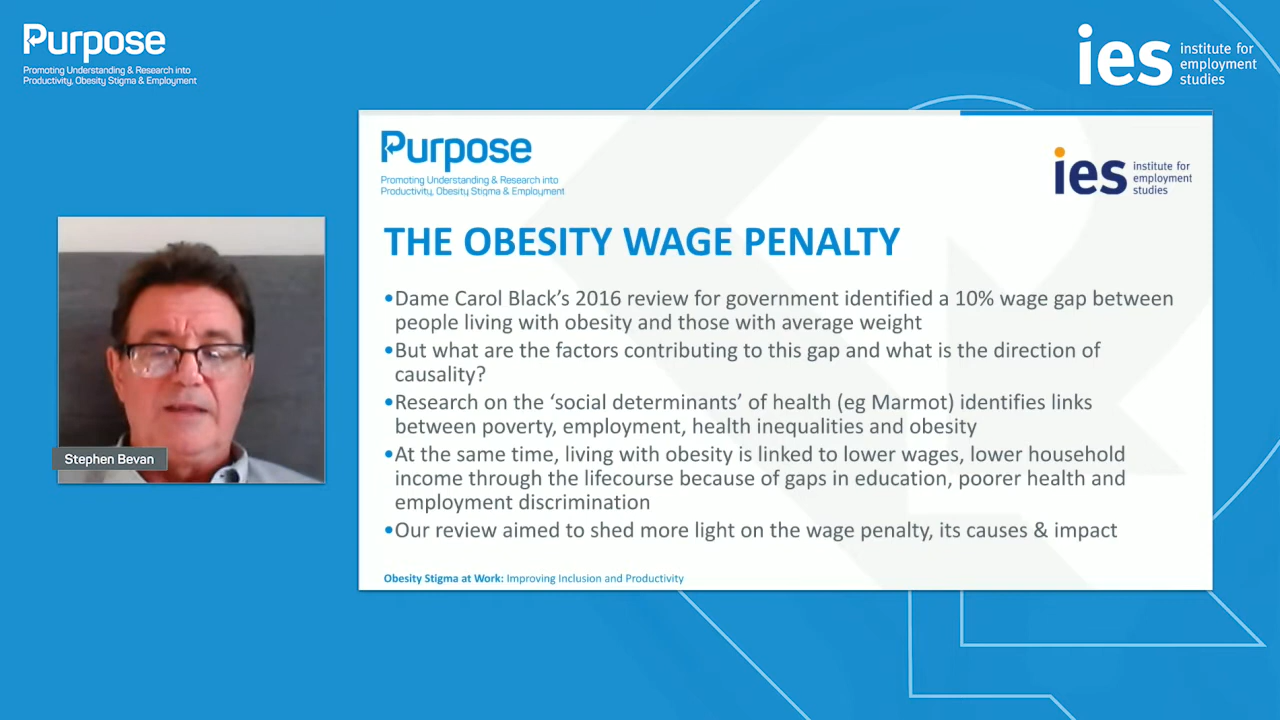 Purpose
Promoting Understanding & Research into
Productivity, Obesity Stigma & Employment
ies institute for
employment
studies
Purpose
Promoting Understanding & Research into
Productivity, Obesity Stigma & Employment
ies institute for
employment
studies
THE OBESITY WAGE PENALTY
•Dame Carol Black’s 2016 review for government identified a 10% wage gap between
people living with obesity and those with average weight
•But what are the factors contributing to this gap and what is the direction of
causality?
•Research on the ‘social determinants’ of health (eg Marmot) identifies links
between poverty, employment, health inequalities and obesity
•At the same time, living with obesity is linked to lower wages, lower household
income through the lifecourse because of gaps in education, poorer health and
employment discrimination
•Our review aimed to shed more light on the wage penalty, its causes & impact
Obesity Stigma at Work: Improving Inclusion and Productivity
Stephen Bevan